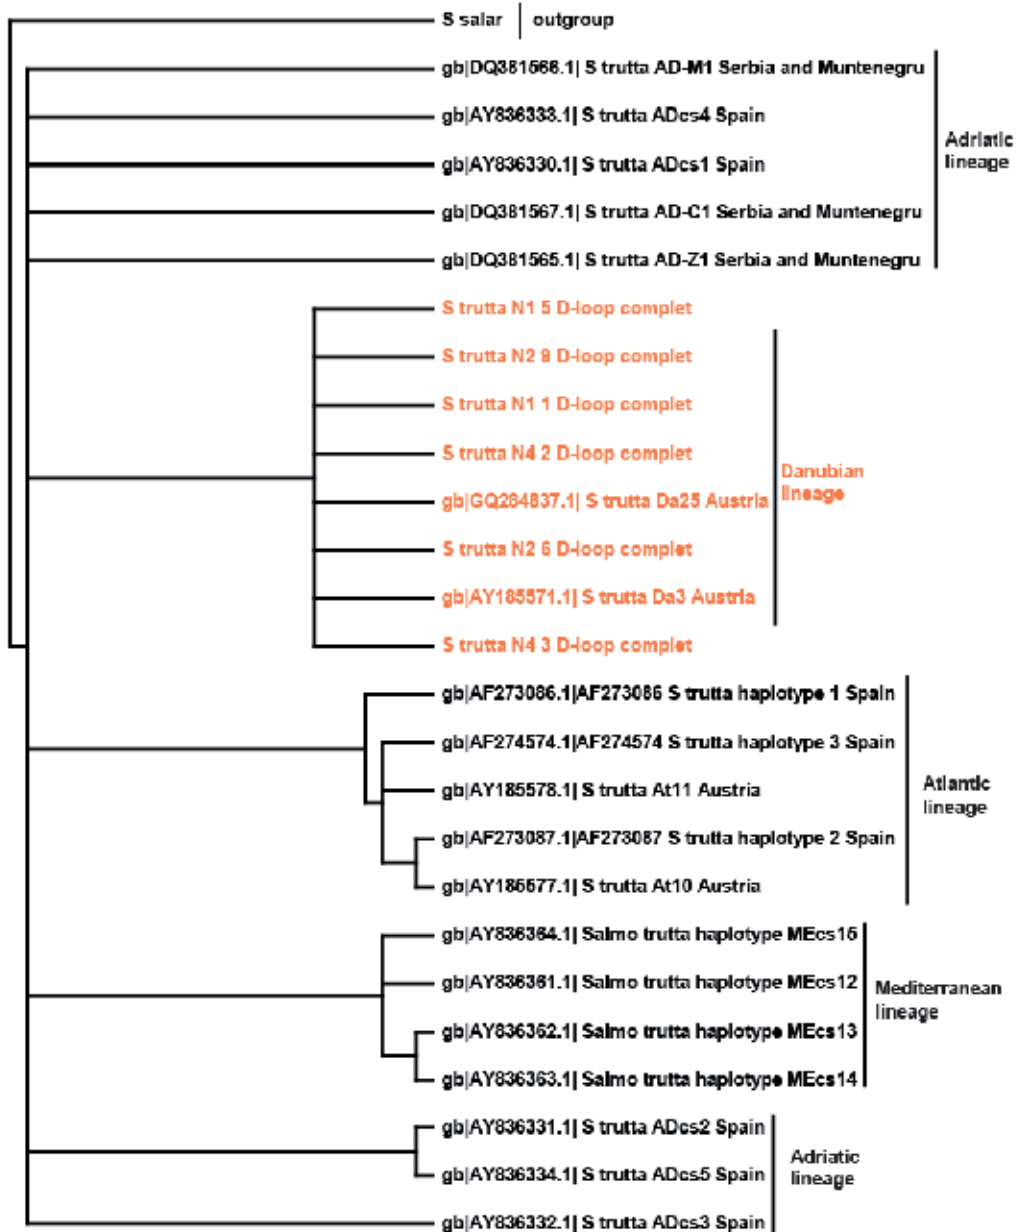 S salar outgroup
gb|DQ381566.1| S trutta AD-M1 Serbia and Muntenegru
gb|AY836333.1| S trutta ADcs4 Spain
gb|AY836330.1| S trutta ADcs1 Spain
Adriatic
lineage
gb|DQ381567.1| S trutta AD-C1 Serbia and Muntenegru
gb|DQ381565.1| S trutta AD-Z1 Serbia and Muntenegru
S trutta N1 5 D-loop complet
S trutta N2 9 D-loop complet
S trutta N1 1 D-loop complet
S trutta N4 2 D-loop complet
Danubian
lineage
gb|GQ284837.1| S trutta Da25 Austria
S trutta N2 6 D-loop complet
gb|AY185571.1| S trutta Da3 Austria
S trutta N4 3 D-loop complet
gb|AF273086.1|AF273086 S trutta haplotype 1 Spain
gb|AF274574.1|AF274574 S trutta haplotype 3 Spain
gb|AY185578.1| S trutta At11 Austria
Atlantic
lineage
gb|AF273087.1|AF273087 S trutta haplotype 2 Spain
gb|AY185577.1| S trutta At10 Austria
gb|AY836364.1| Salmo trutta haplotype MEcs15
gb|AY836361.1| Salmo trutta haplotype MEcs12
Mediterranean
lineage
gb|AY836362.1| Salmo trutta haplotype MEcs13
gb|AY836363.1| Salmo trutta haplotype MEcs14
gb|AY836331.1| S trutta ADcs2 Spain
gb|AY836334.1| S trutta ADcs5 Spain
Adriatic
lineage
gb|AY836332.1| S trutta ADcs3 Spain